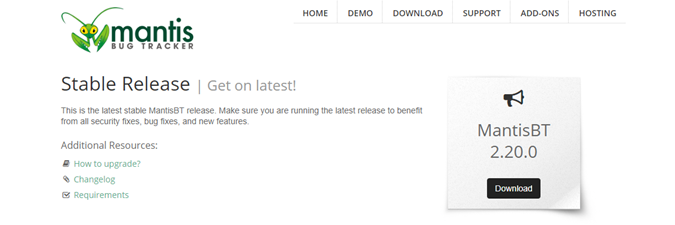 HOME DEMO DOWNLOAD SUPPORT ADD-ONS HOSTING
mantis
BUG TRACKER
Stable Release | Get on latest!
This is the latest stable MantisBT release. Make sure you are running the latest release to benefit
from all security fixes, bug fixes, and new features.
Additional Resources:
How to upgrade?
Changelog
Requirements
MantisBT
2.20.0
Download